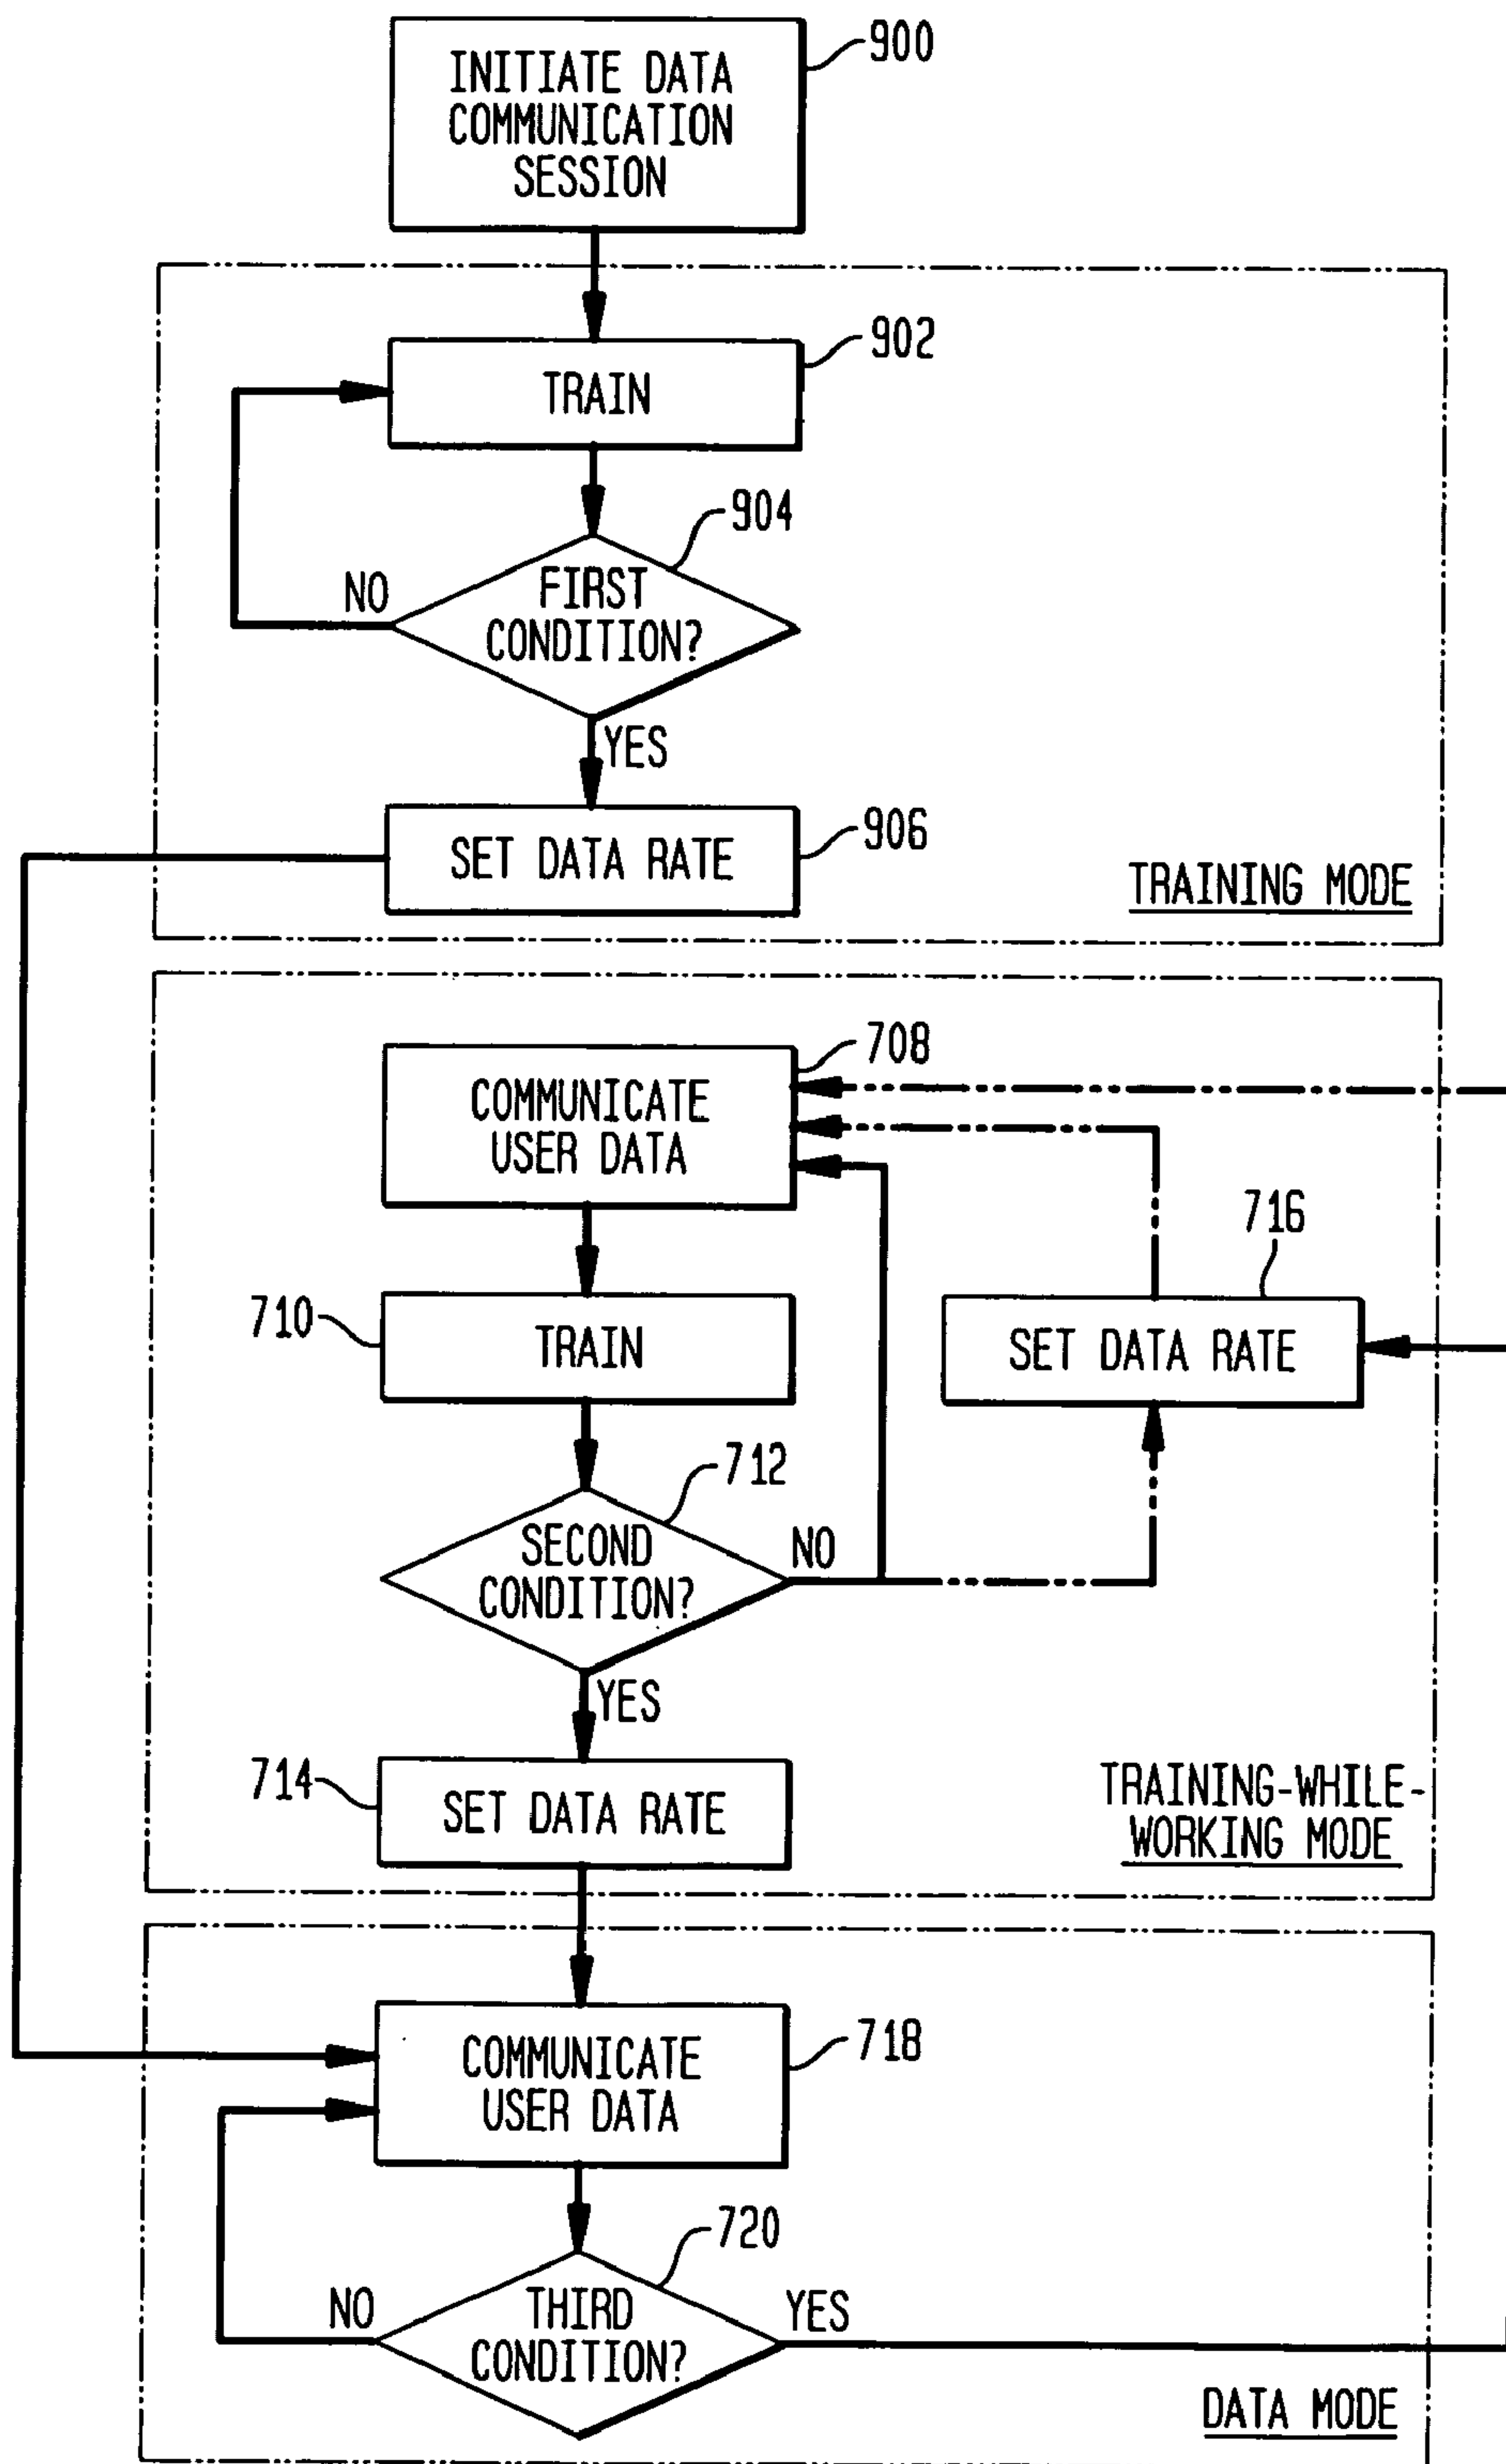 INITIATE DATA
COMMUNICATION
SESSION
900
902
TRAIN
904
NO
FIRST
CONDITION?
YES
906
SET DATA RATE
TRAINING MODE
708
COMMUNICATE
USER DATA
716
710
TRAIN
SET DATA RATE
712
SECOND
CONDITION?
NO
YES
714
SET DATA RATE
TRAINING-WHILE-
WORKING MODE
718
COMMUNICATE
USER DATA
720
NO
THIRD
CONDITION?
YES
DATA MODE